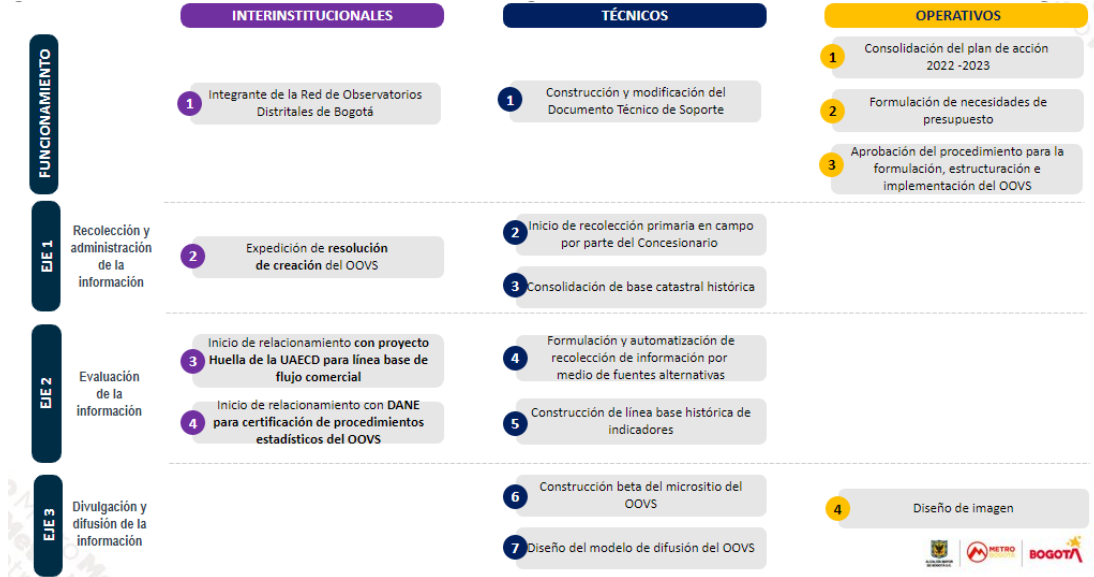 INTERINSTITUCIONALES
TÉCNICOS
OPERATIVOS
FUNCIONAMIENTO
1
Integrante de la Red de Observatorios
Distritales de Bogotá
1
Construcción y modificación del
Documento Técnico de Soporte
1
Consolidación del plan de acción
2022 -2023
2
Formulación de necesidades de
presupuesto
3
Aprobación del procedimiento para la
formulación, estructuración e
implementación del OOVS
EJE 1
Recolección y
administración
de la
información
2
Expedición de resolución
de creación del OOVS
2
Inicio de recolección primaria en campo
por parte del Concesionario
3
Consolidación de base catastral histórica
EJE 2
Evaluación
de la
información
3
Inicio de relacionamiento con proyecto
Huella de la UAECD para línea base de
flujo comercial
4
Inicio de relacionamiento con DANE
para certificación de procedimientos
estadísticos del OOVS
4
Formulación y automatización de
recolección de información por
medio de fuentes alternativas
5
Construcción de línea base histórica de
indicadores
EJE 3
Divulgación y
difusión de la
información
6
Construcción beta del micrositio del
OOVS
7
Diseño del modelo de difusión del OOVS
4
Diseño de imagen
METRO
BOGOTÁ